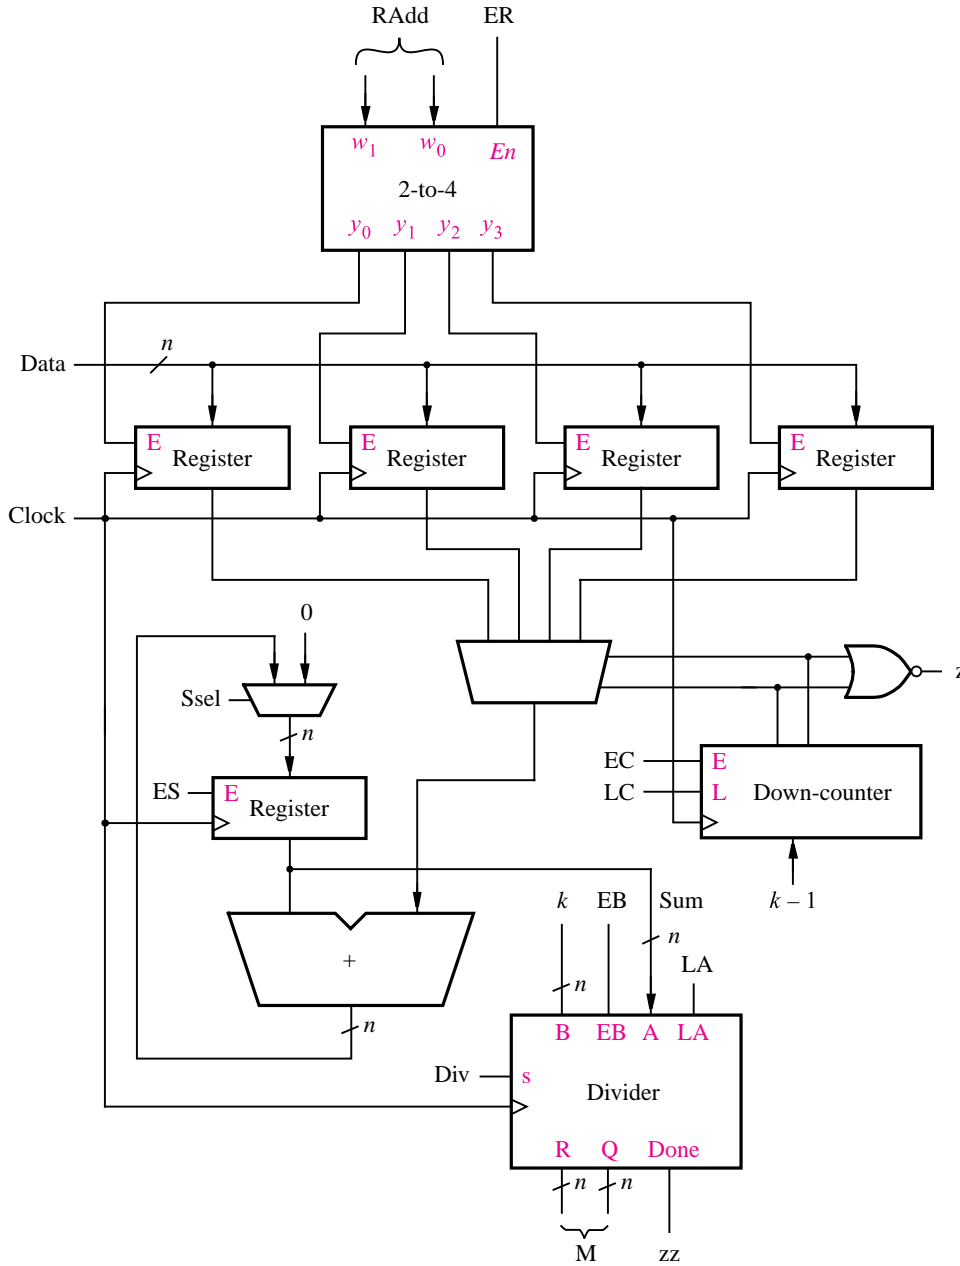 RAdd ER
w1 w0 En
2-to-4
y0 y1 y2 y3
Data n
E Register E Register E Register E Register
Clock
0
Ssel
n
z
EC E
LC L Down-counter
ES E Register
k – 1
k EB Sum
n
LA
+
n
n
B EB A LA
Div s
Divider
R Q Done
n n
M zz